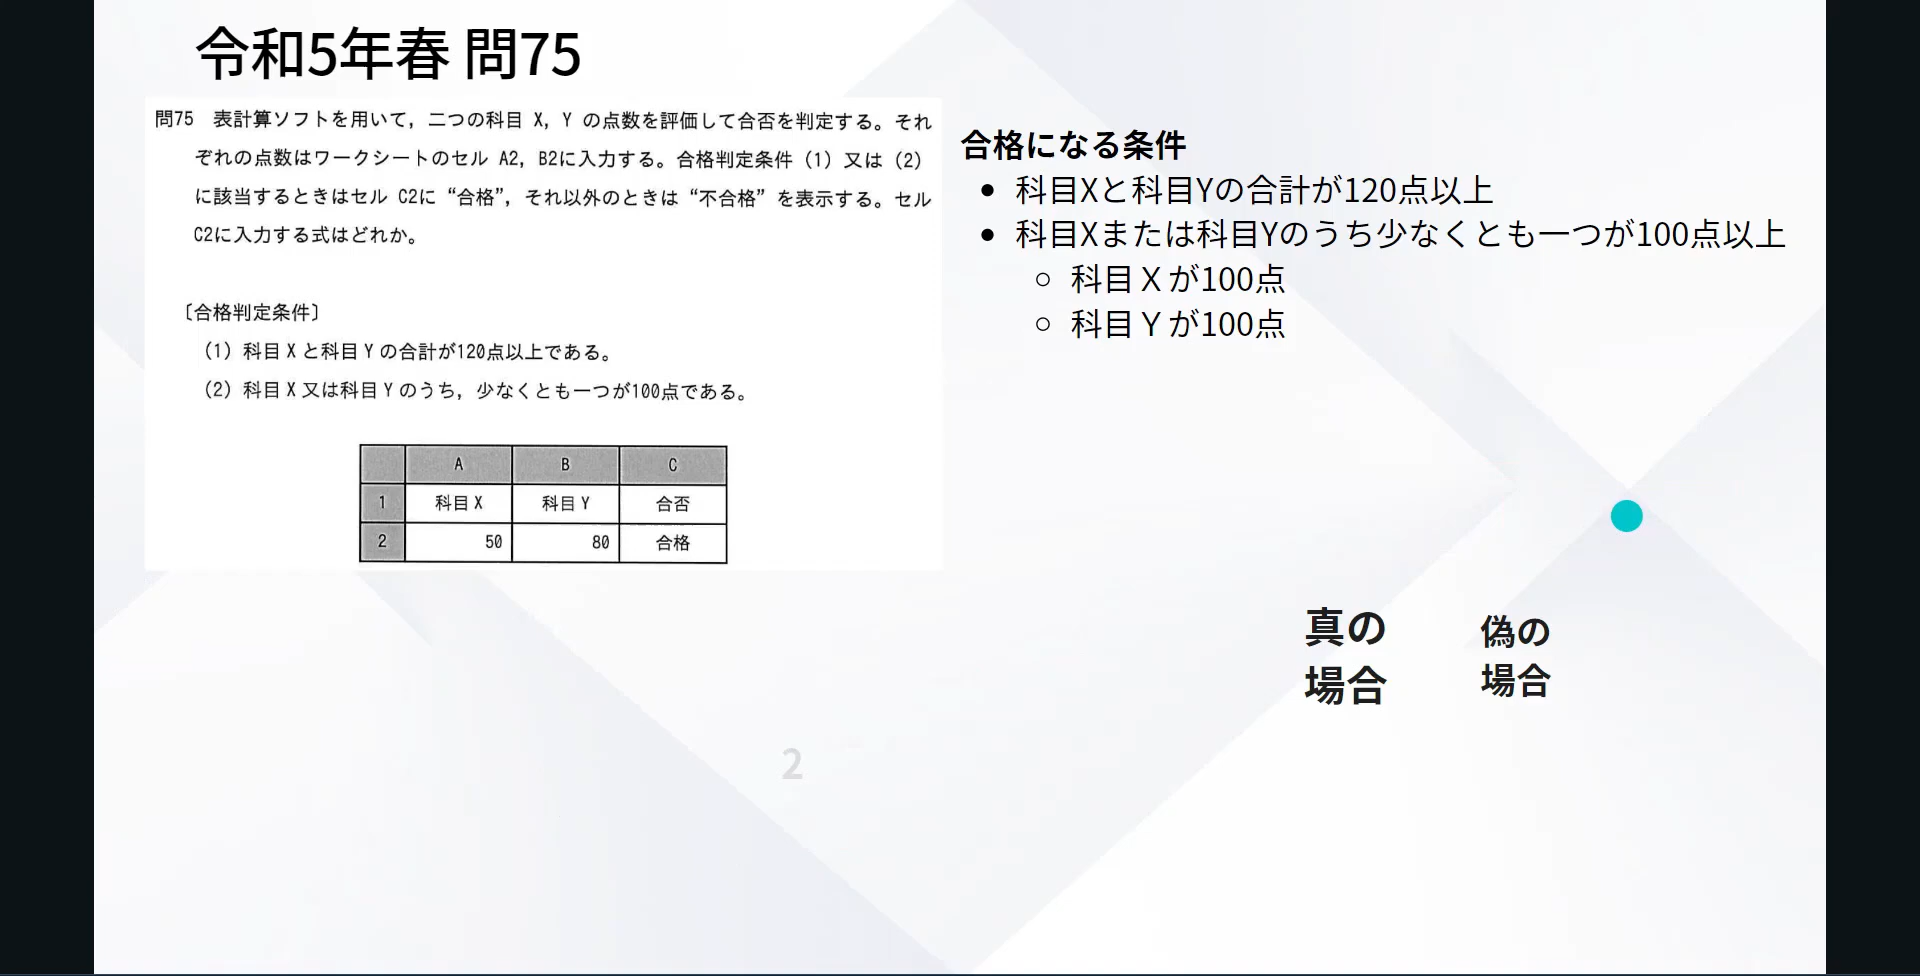 令和5年春 問75
問75 表計算ソフトを用いて，二つの科目 X，Y の点数を評価して合否を判定する。それ
ぞれの点数はワークシートのセル A2，B2に入力する。合格判定条件（1）又は（2）
に該当するときはセル C2に“合格”，それ以外のときは“不合格”を表示する。セル
C2に入力する式はどれか。
〔合格判定条件〕
（1）科目 X と科目 Y の合計が120点以上である。
（2）科目 X 又は科目 Y のうち，少なくとも一つが100点である。
A B C
1 科目 X 科目 Y 合否
2 50 80 合格
合格になる条件
● 科目Xと科目Yの合計が120点以上
● 科目Xまたは科目Yのうち少なくとも一つが100点以上
○ 科目Ｘが100点
○ 科目Ｙが100点
真の
場合
偽の
場合
2